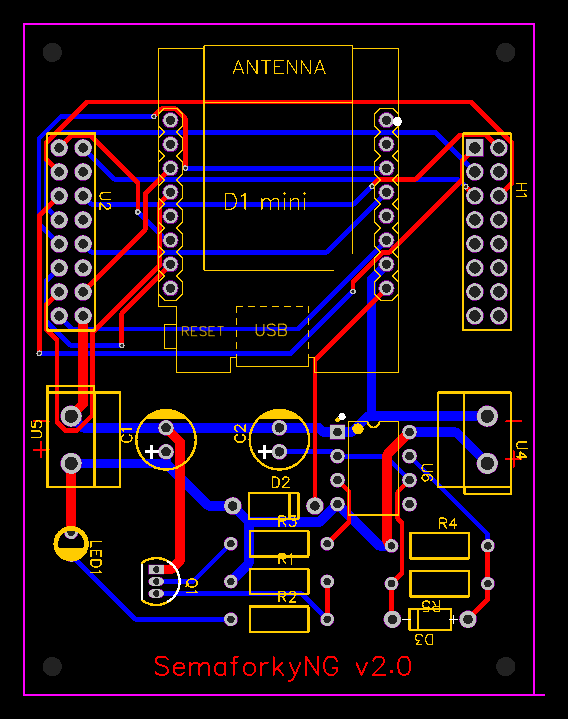 ANTENNA
U2
H1
D1 mini
RESET
USB
U5
C1
C2
U4
U6
D2
R3
R4
LED1
R1
Q1
R2
R5
D3
SemaforkyNG v2.0